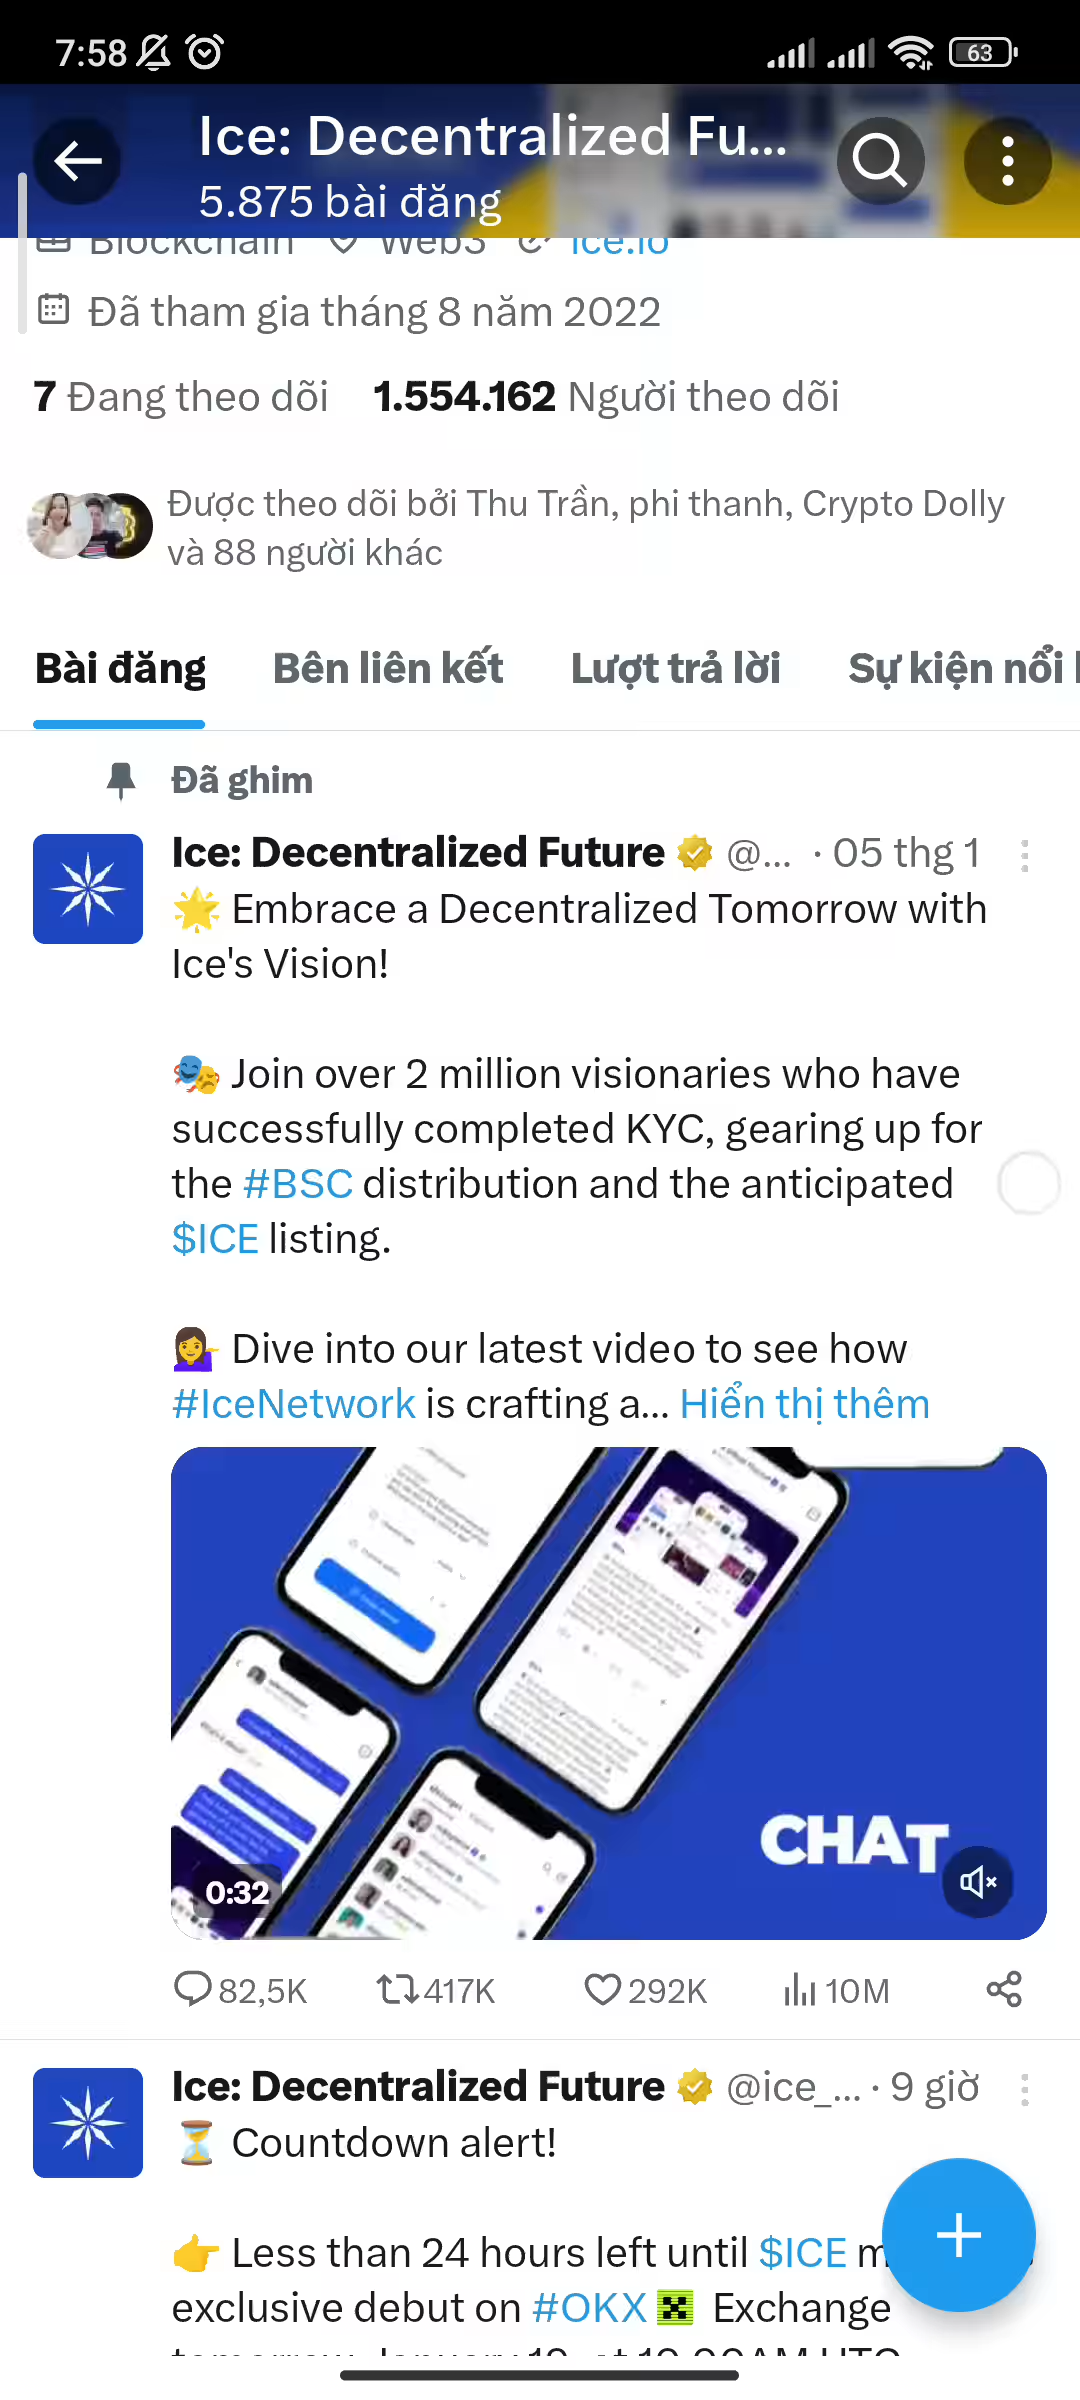 7:58
63
Ice: Decentralized Fu...
5.875 bài đăng
Blockchain Web3 ice.io
Đã tham gia tháng 8 năm 2022
7 Đang theo dõi 1.554.162 Người theo dõi
Được theo dõi bởi Thu Trần, phi thanh, Crypto Dolly
và 88 người khác
Bài đăng Bên liên kết Lượt trả lời Sự kiện nổi
Đã ghim
Ice: Decentralized Future @... · 05 thg 1
🌟 Embrace a Decentralized Tomorrow with
Ice's Vision!
🎭 Join over 2 million visionaries who have
successfully completed KYC, gearing up for
the #BSC distribution and the anticipated
$ICE listing.
💁‍♀️ Dive into our latest video to see how
#IceNetwork is crafting a... Hiển thị thêm
CHAT
0:32
82,5K 417K 292K 10M
Ice: Decentralized Future @ice_... · 9 giờ
⏳ Countdown alert!
👉 Less than 24 hours left until $ICE
exclusive debut on #OKX Exchange